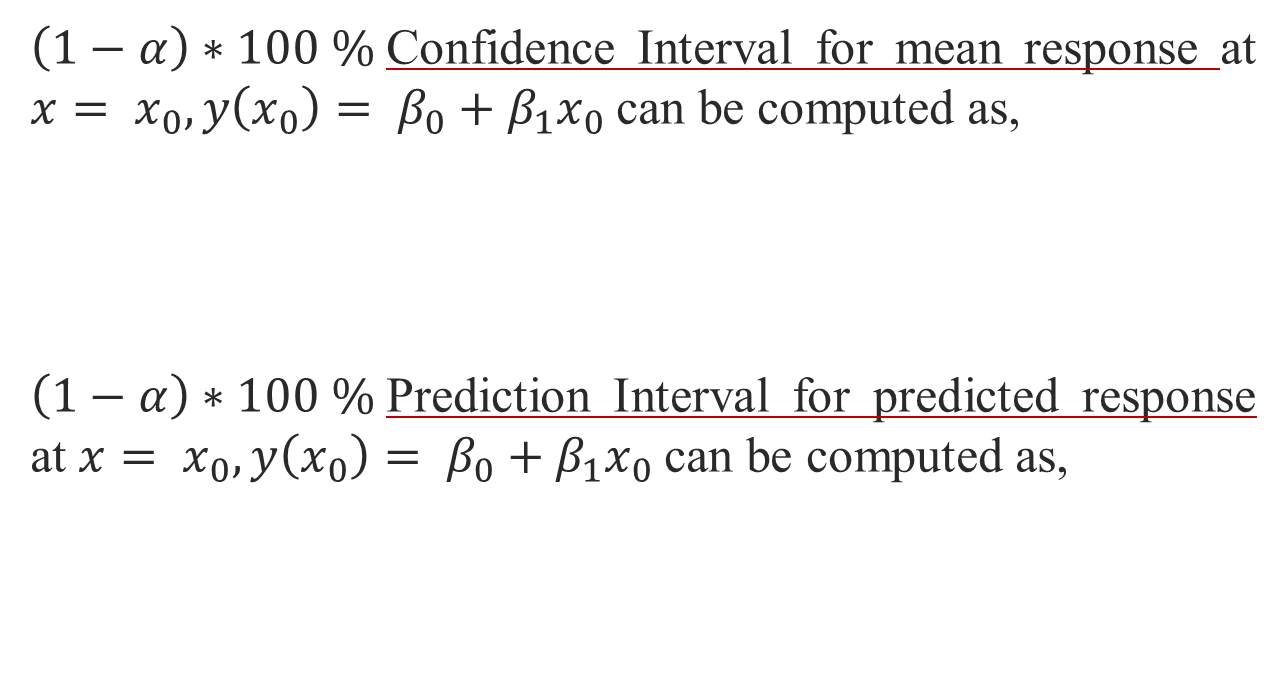 (1 − α) ∗ 100 % Confidence Interval for mean response at
x = x₀, y(x₀) = β₀ + β₁x₀ can be computed as,
(1 − α) ∗ 100 % Prediction Interval for predicted response
at x = x₀, y(x₀) = β₀ + β₁x₀ can be computed as,